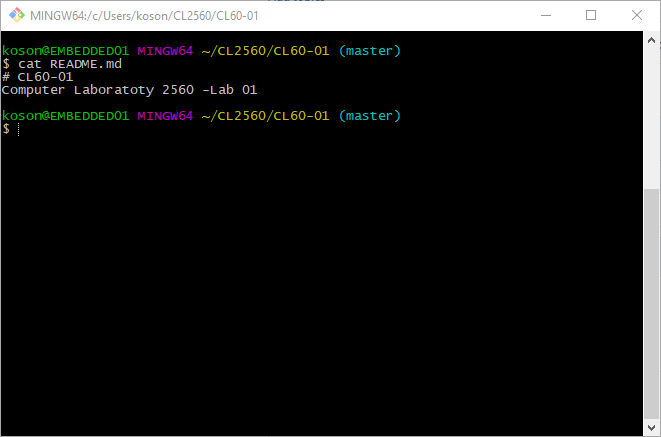 MINGW64:/c/Users/koson/CL2560/CL60-01
koson@EMBEDDED01 MINGW64 ~/CL2560/CL60-01 (master)
$ cat README.md
# CL60-01
Computer Laboratoty 2560 -Lab 01
koson@EMBEDDED01 MINGW64 ~/CL2560/CL60-01 (master)
$